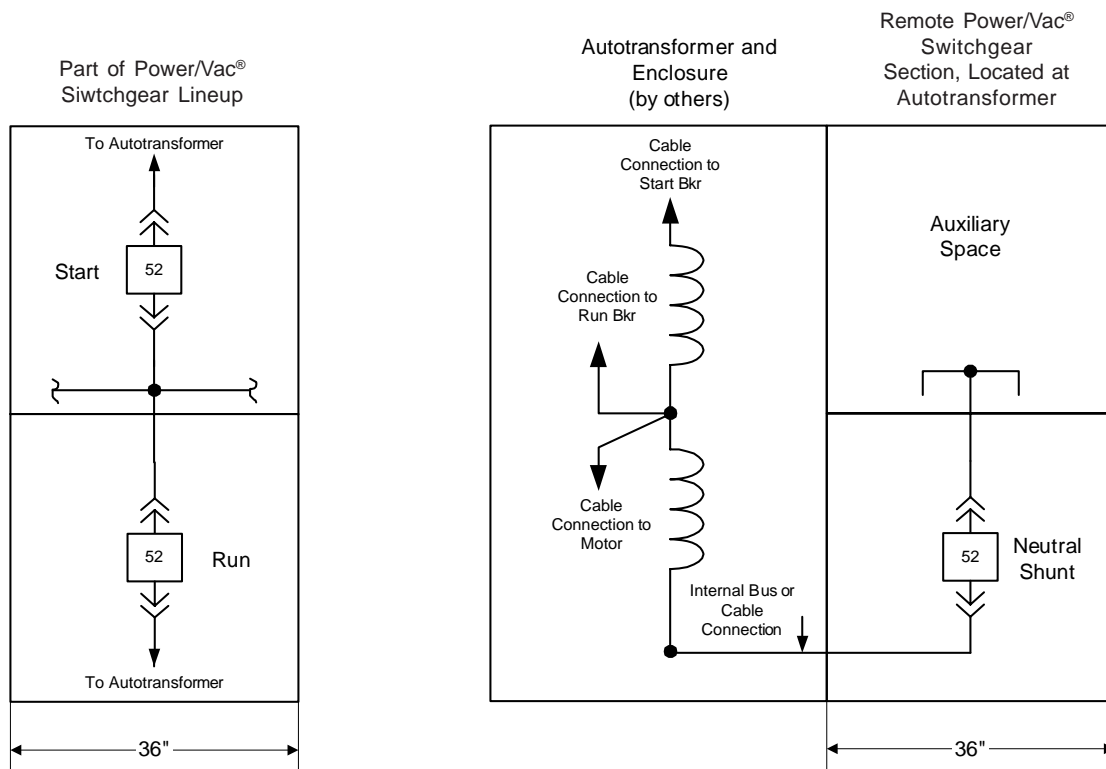 Part of Power/Vac®
Siwtchgear Lineup
To Autotransformer
Start
52
52
Run
To Autotransformer
36"
Autotransformer and
Enclosure
(by others)
Cable
Connection to
Start Bkr
Cable
Connection to
Run Bkr
Cable
Connection to
Motor
Internal Bus or
Cable
Connection
Remote Power/Vac®
Switchgear
Section, Located at
Autotransformer
Auxiliary
Space
52
Neutral
Shunt
36"